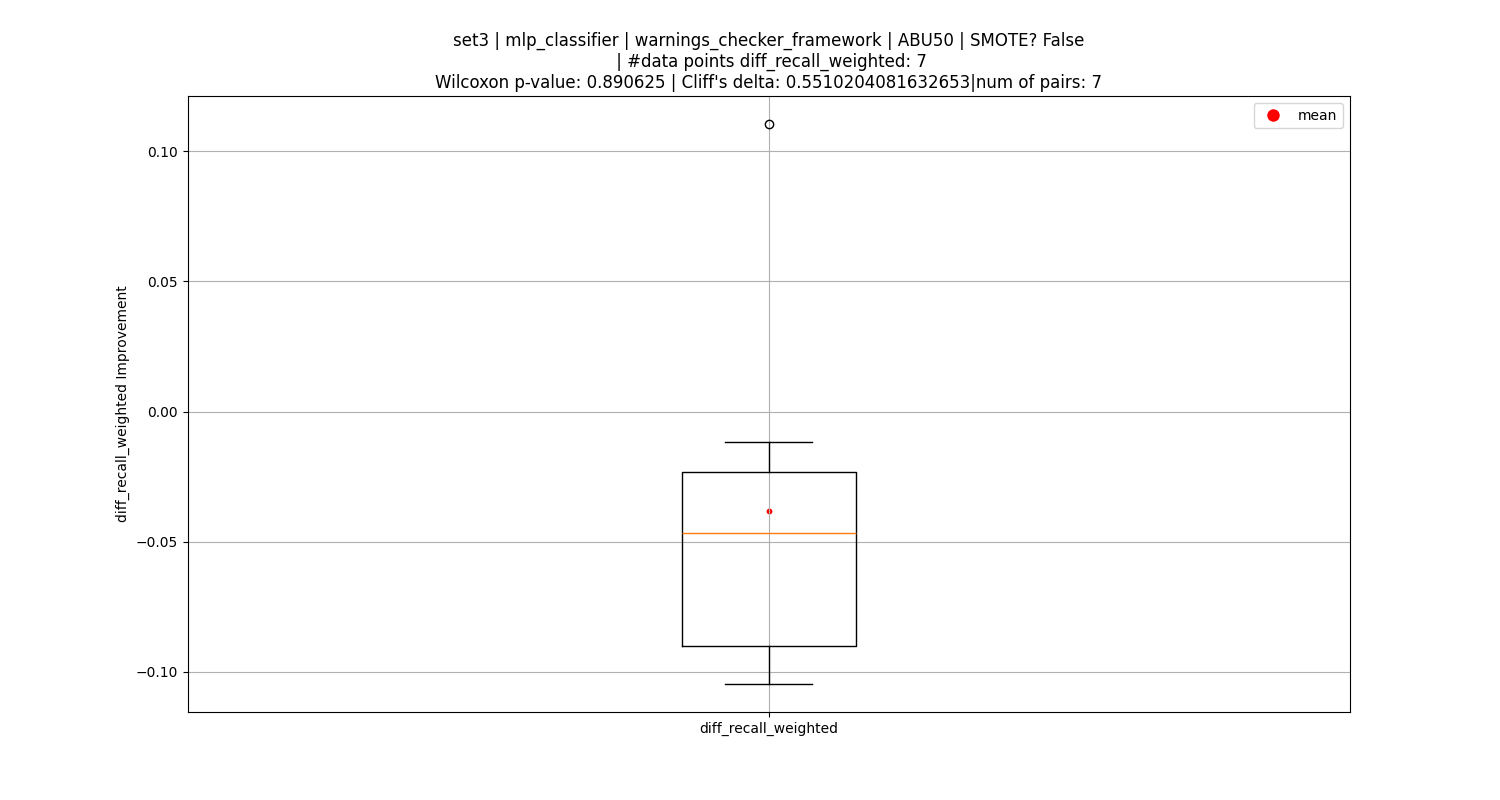 set3 | mlp_classifier | warnings_checker_framework | ABU50 | SMOTE? False
| #data points diff_recall_weighted: 7
Wilcoxon p-value: 0.890625 | Cliff's delta: 0.5510204081632653|num of pairs: 7
mean
0.10
0.05
0.00
−0.05
−0.10
diff_recall_weighted Improvement
diff_recall_weighted